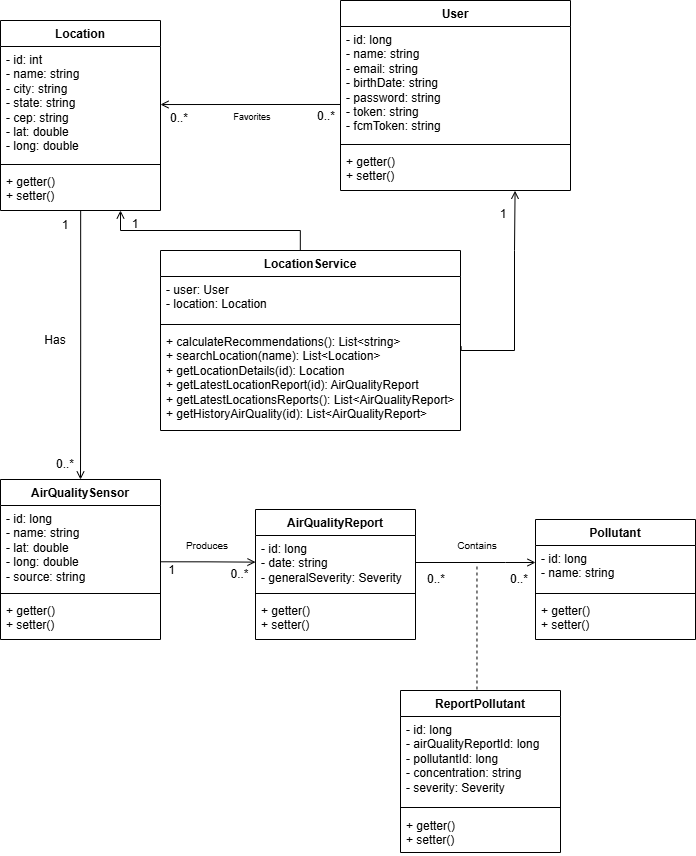 Location
- id: int
- name: string
- city: string
- state: string
- cep: string
- lat: double
- long: double
+ getter()
+ setter()
User
- id: long
- name: string
- email: string
- birthDate: string
- password: string
- token: string
- fcmToken: string
+ getter()
+ setter()
0..*
Favorites
0..*
1
1
1
LocationService
- user: User
- location: Location
+ calculateRecommendations(): List<string>
+ searchLocation(name): List<Location>
+ getLocationDetails(id): Location
+ getLatestLocationReport(id): AirQualityReport
+ getLatestLocationsReports(): List<AirQualityReport>
+ getHistoryAirQuality(id): List<AirQualityReport>
Has
0..*
AirQualitySensor
- id: long
- name: string
- lat: double
- long: double
- source: string
+ getter()
+ setter()
Produces
1
0..*
AirQualityReport
- id: long
- date: string
- generalSeverity: Severity
+ getter()
+ setter()
Contains
0..*
0..*
Pollutant
- id: long
- name: string
+ getter()
+ setter()
ReportPollutant
- id: long
- airQualityReportId: long
- pollutantId: long
- concentration: string
- severity: Severity
+ getter()
+ setter()